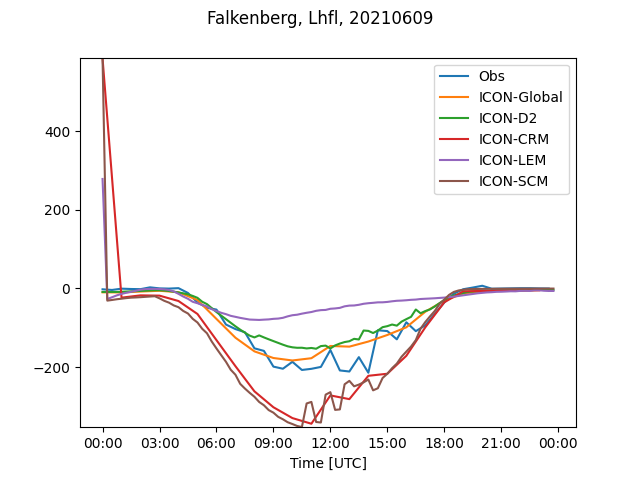 Falkenberg, Lhfl, 20210609
Obs
ICON-Global
ICON-D2
ICON-CRM
ICON-LEM
ICON-SCM
400
200
0
−200
00:00 03:00 06:00 09:00 12:00 15:00 18:00 21:00 00:00
Time [UTC]